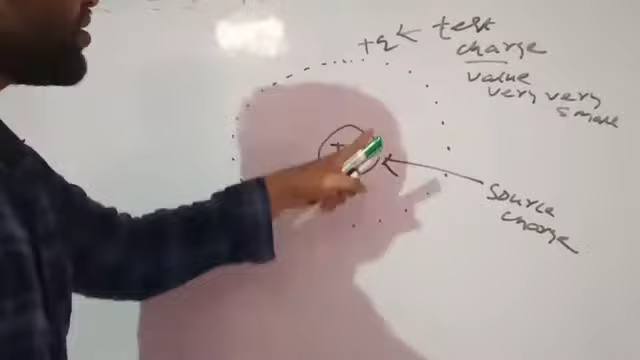 +q ← test
charge
value
very very
small
+
source
charge